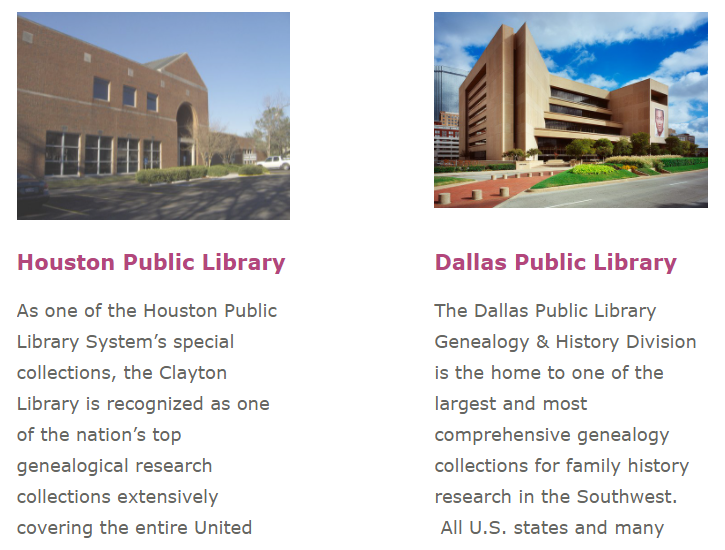 Houston Public Library
As one of the Houston Public
Library System’s special
collections, the Clayton
Library is recognized as one
of the nation’s top
genealogical research
collections extensively
covering the entire United
Dallas Public Library
The Dallas Public Library
Genealogy & History Division
is the home to one of the
largest and most
comprehensive genealogy
collections for family history
research in the Southwest.
All U.S. states and many